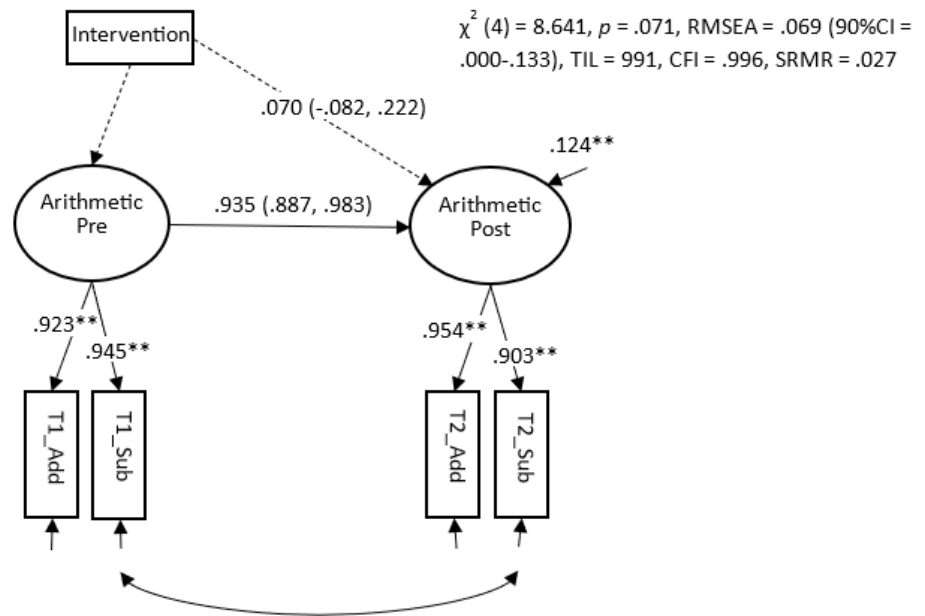 Intervention
χ² (4) = 8.641, p = .071, RMSEA = .069 (90%CI =
.000-.133), TIL = 991, CFI = .996, SRMR = .027
.070 (-.082, .222)
.124**
Arithmetic
Pre
.935 (.887, .983)
Arithmetic
Post
.923**
.945**
.954**
.903**
T1_Add
T1_Sub
T2_Add
T2_Sub